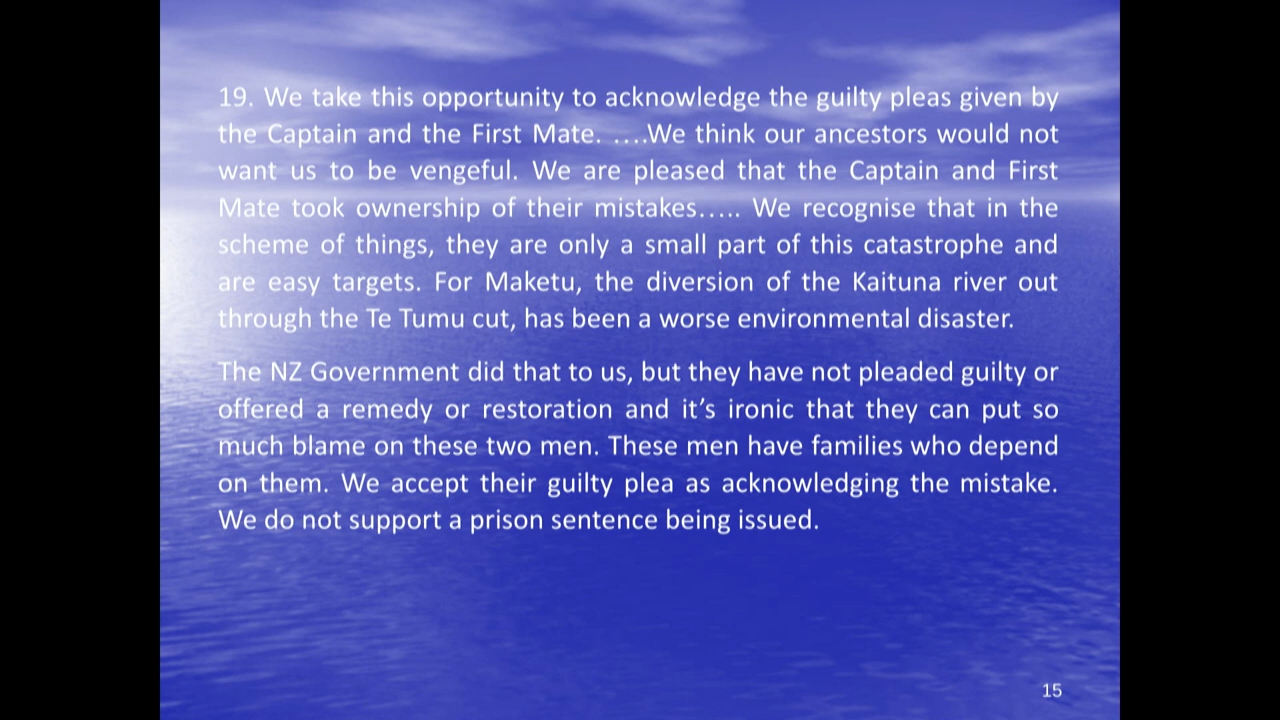 19. We take this opportunity to acknowledge the guilty pleas given by
the Captain and the First Mate. ….We think our ancestors would not
want us to be vengeful. We are pleased that the Captain and First
Mate took ownership of their mistakes….. We recognise that in the
scheme of things, they are only a small part of this catastrophe and
are easy targets. For Maketu, the diversion of the Kaituna river out
through the Te Tumu cut, has been a worse environmental disaster.
The NZ Government did that to us, but they have not pleaded guilty or
offered a remedy or restoration and it’s ironic that they can put so
much blame on these two men. These men have families who depend
on them. We accept their guilty plea as acknowledging the mistake.
We do not support a prison sentence being issued.
15